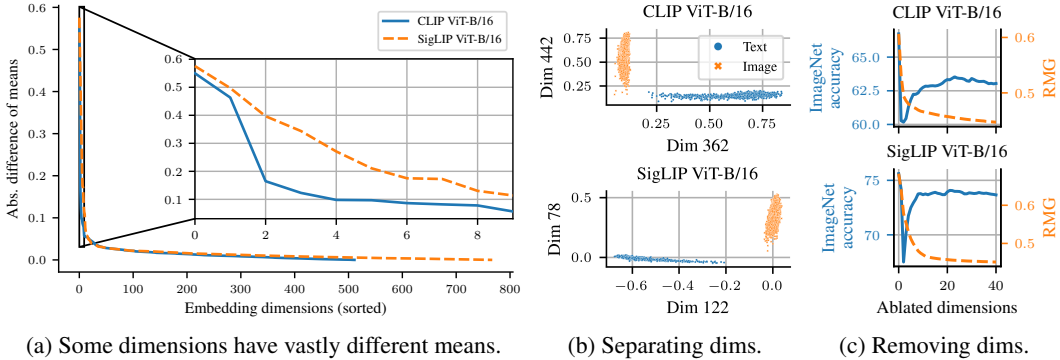 CLIP ViT-B/16
SigLIP ViT-B/16
Abs. difference of means
0.6
0.5
0.4
0.3
0.2
0.1
0.0
0 100 200 300 400 500 600 700 800
Embedding dimensions (sorted)
0.6
0.5
0.4
0.3
0.2
0.1
0 2 4 6 8
(a) Some dimensions have vastly different means.
CLIP ViT-B/16
Dim 442
0.75
0.50
0.25
Text
Image
0.25 0.50 0.75
Dim 362
SigLIP ViT-B/16
Dim 78
0.5
0.0
−0.6 −0.4 −0.2 0.0
Dim 122
(b) Separating dims.
CLIP ViT-B/16
ImageNet
accuracy
65.0
62.5
60.0
0.6
0.5
RMG
SigLIP ViT-B/16
ImageNet
accuracy
75
70
0.6
0.5
RMG
0 20 40
Ablated dimensions
(c) Removing dims.